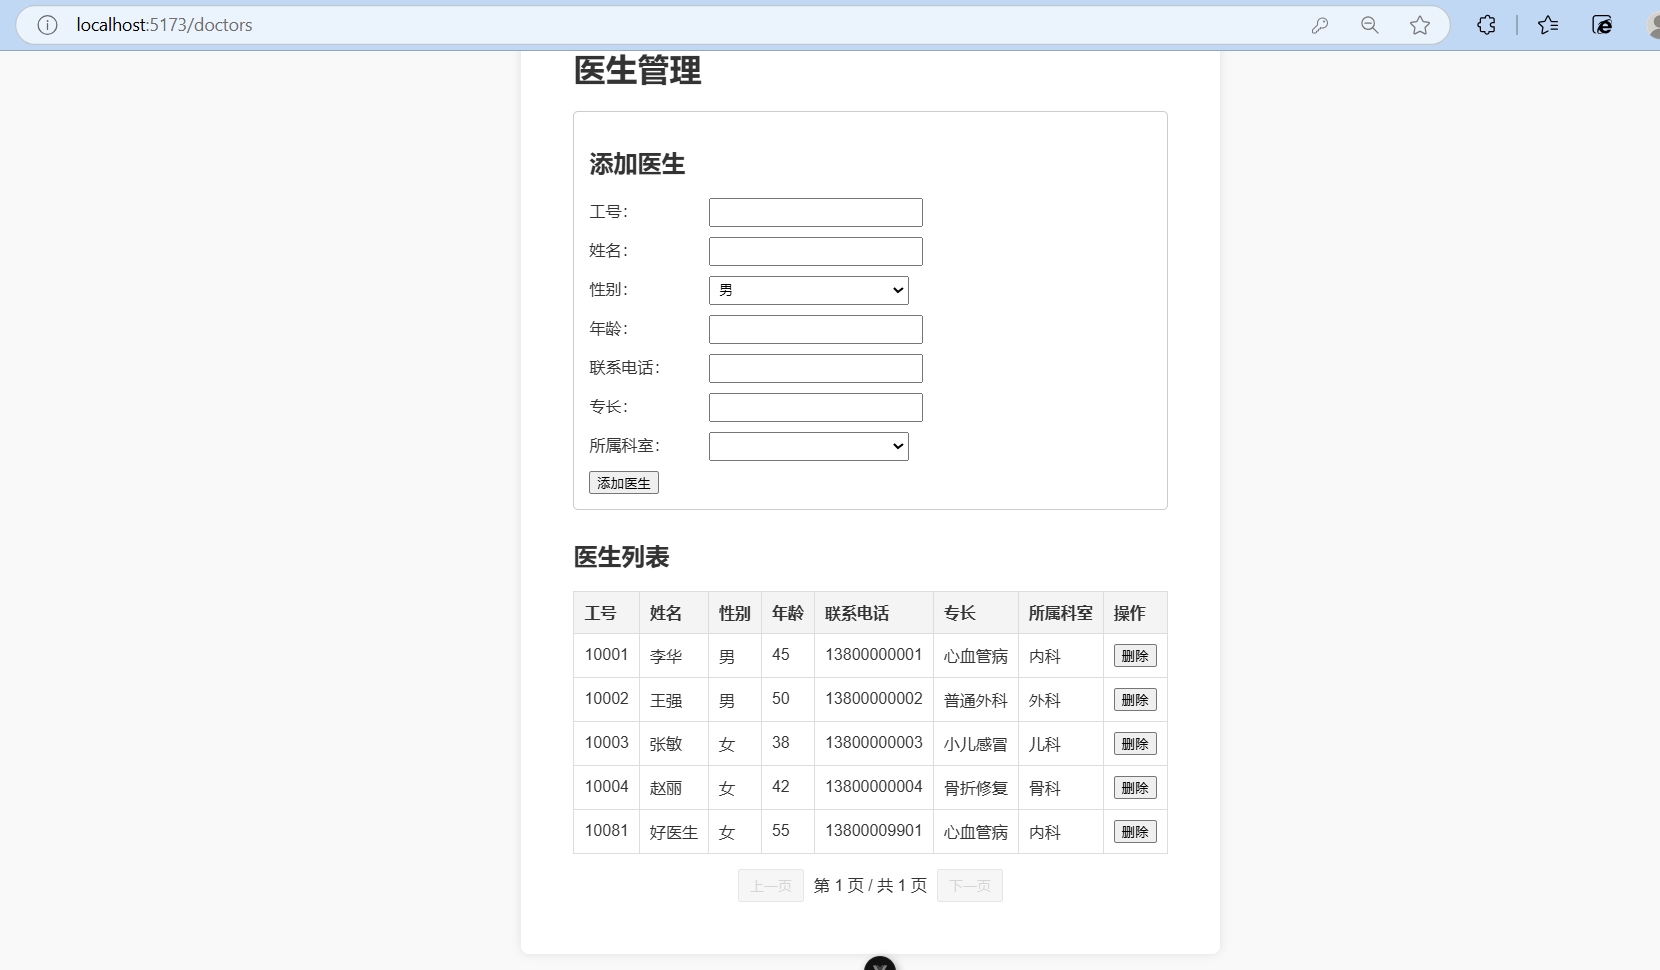 localhost:5173/doctors
医生管理
添加医生
工号：
姓名：
性别： 男
年龄：
联系电话：
专长：
所属科室：
添加医生
医生列表
工号 姓名 性别 年龄 联系电话 专长 所属科室 操作
10001 李华 男 45 13800000001 心血管病 内科 删除
10002 王强 男 50 13800000002 普通外科 外科 删除
10003 张敏 女 38 13800000003 小儿感冒 儿科 删除
10004 赵丽 女 42 13800000004 骨折修复 骨科 删除
10081 好医生 女 55 13800009901 心血管病 内科 删除
上一页 第 1 页 / 共 1 页 下一页